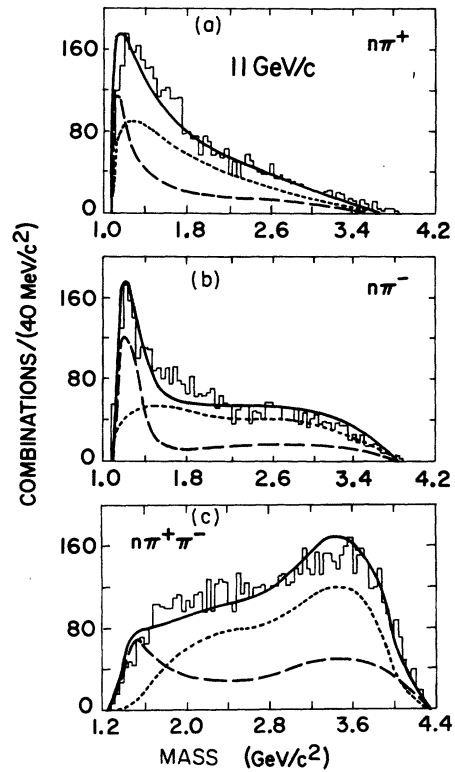 (a)
nπ⁺
11 GeV/c
160
80
0
1.0 1.8 2.6 3.4 4.2
(b)
nπ⁻
160
80
0
1.0 1.8 2.6 3.4 4.2
(c)
nπ⁺π⁻
160
80
0
1.2 2.0 2.8 3.6 4.4
COMBINATIONS/(40 MeV/c²)
MASS (GeV/c²)